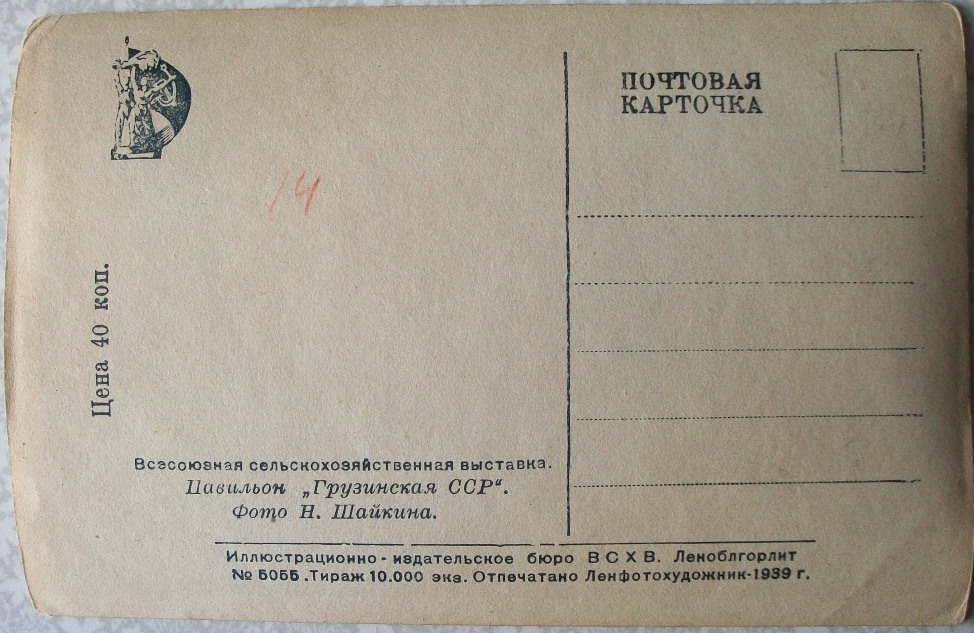 ПОЧТОВАЯ
КАРТОЧКА
14
Цена 40 коп.
Всесоюзная сельскохозяйственная выставка.
Павильон „Грузинская ССР“.
Фото Н. Шайкина.
Иллюстрационно-издательское бюро ВСХВ. Леноблгорлит
№ 5055. Тираж 10.000 экз. Отпечатано Ленфотохудожник-1939 г.